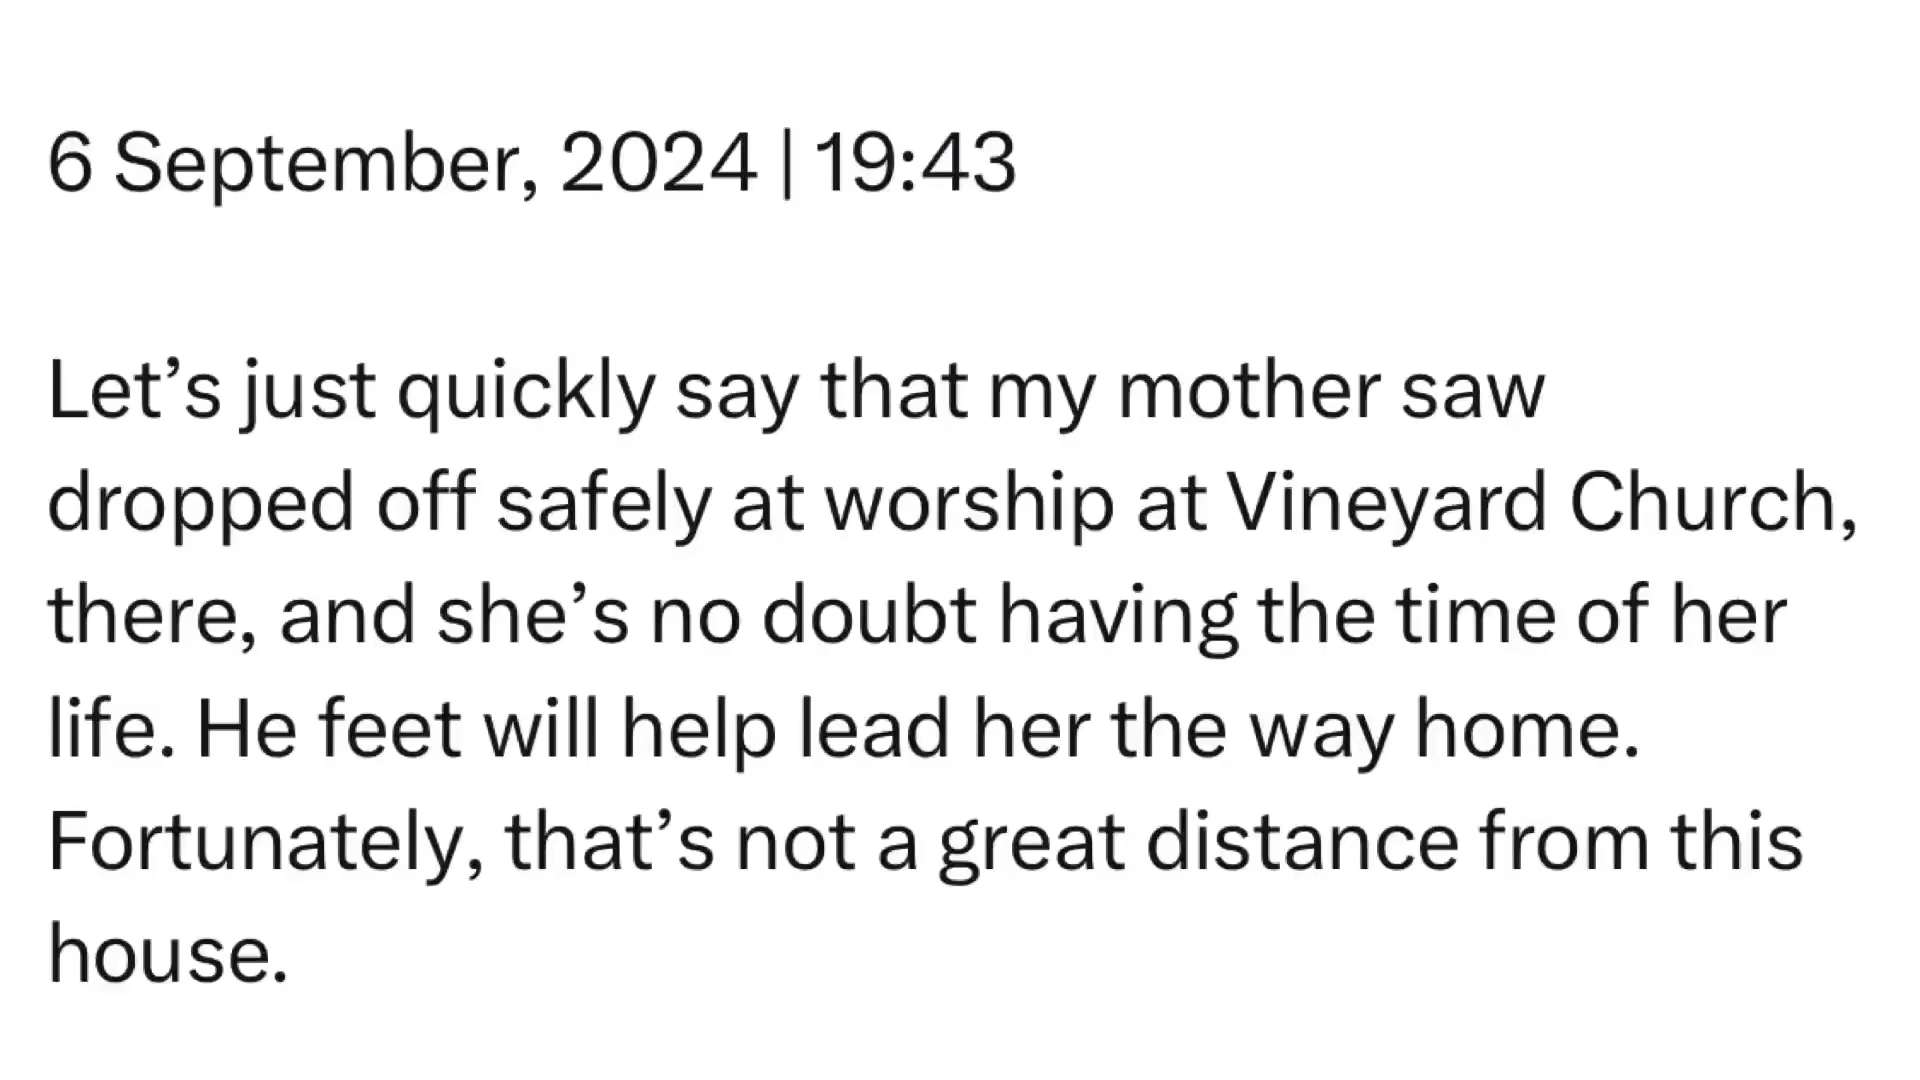 6 September, 2024 | 19:43
Let’s just quickly say that my mother saw
dropped off safely at worship at Vineyard Church,
there, and she’s no doubt having the time of her
life. He feet will help lead her the way home.
Fortunately, that’s not a great distance from this
house.